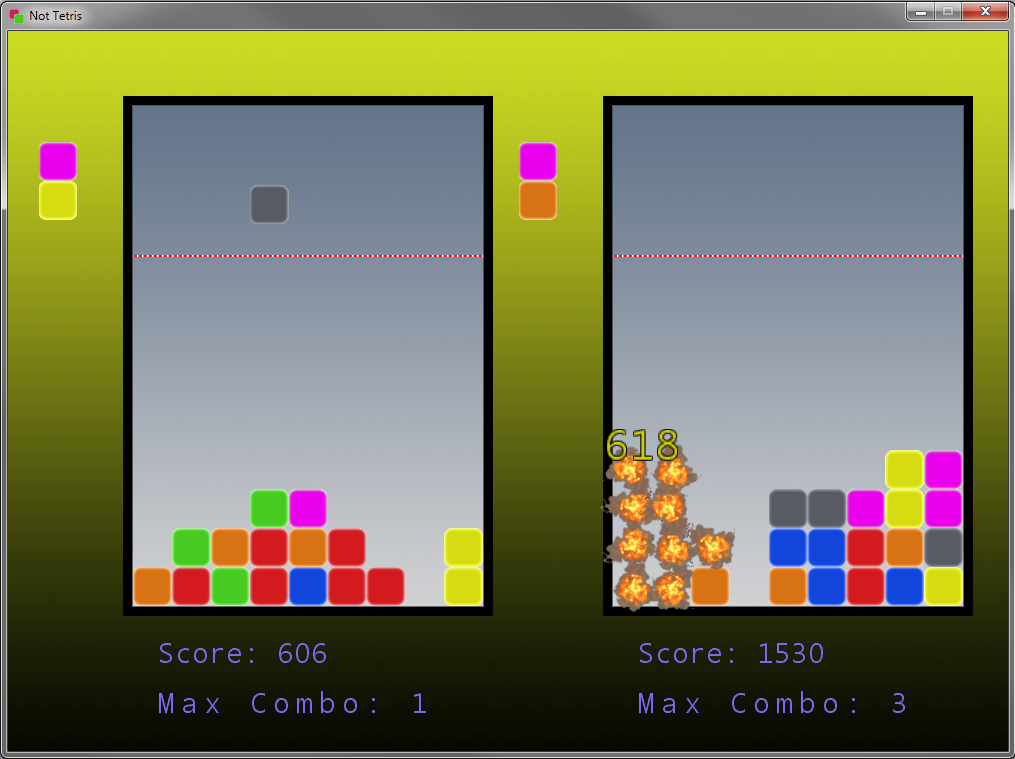 Not Tetris
618
Score: 606
Max Combo: 1
Score: 1530
Max Combo: 3